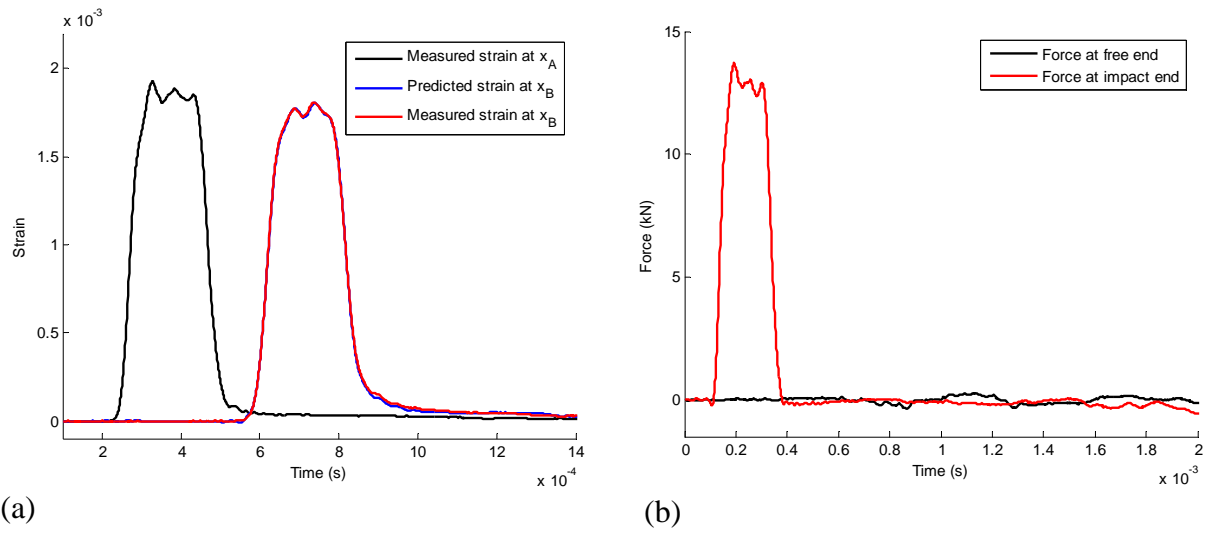 x 10⁻³
2
1.5
1
0.5
0
Strain
Measured strain at x_A
Predicted strain at x_B
Measured strain at x_B
2 4 6 8 10 12 14
Time (s)
x 10⁻⁴
(a)
15
10
5
0
Force (kN)
Force at free end
Force at impact end
0 0.2 0.4 0.6 0.8 1 1.2 1.4 1.6 1.8 2
Time (s)
x 10⁻³
(b)